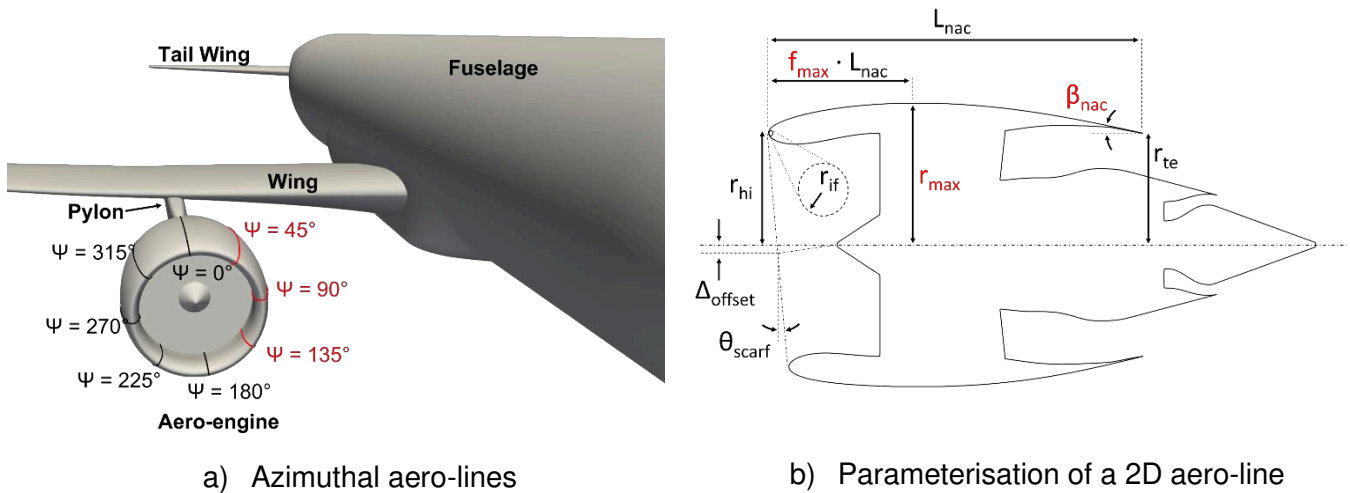 Tail Wing
Fuselage
Wing
Pylon
Ψ = 45°
Ψ = 315°
Ψ = 0°
Ψ = 90°
Ψ = 270°
Ψ = 135°
Ψ = 225°
Ψ = 180°
Aero-engine
a) Azimuthal aero-lines
L_nac
f_max · L_nac
β_nac
r_hi
r_if
r_max
r_te
Δ_offset
θ_scarf
b) Parameterisation of a 2D aero-line